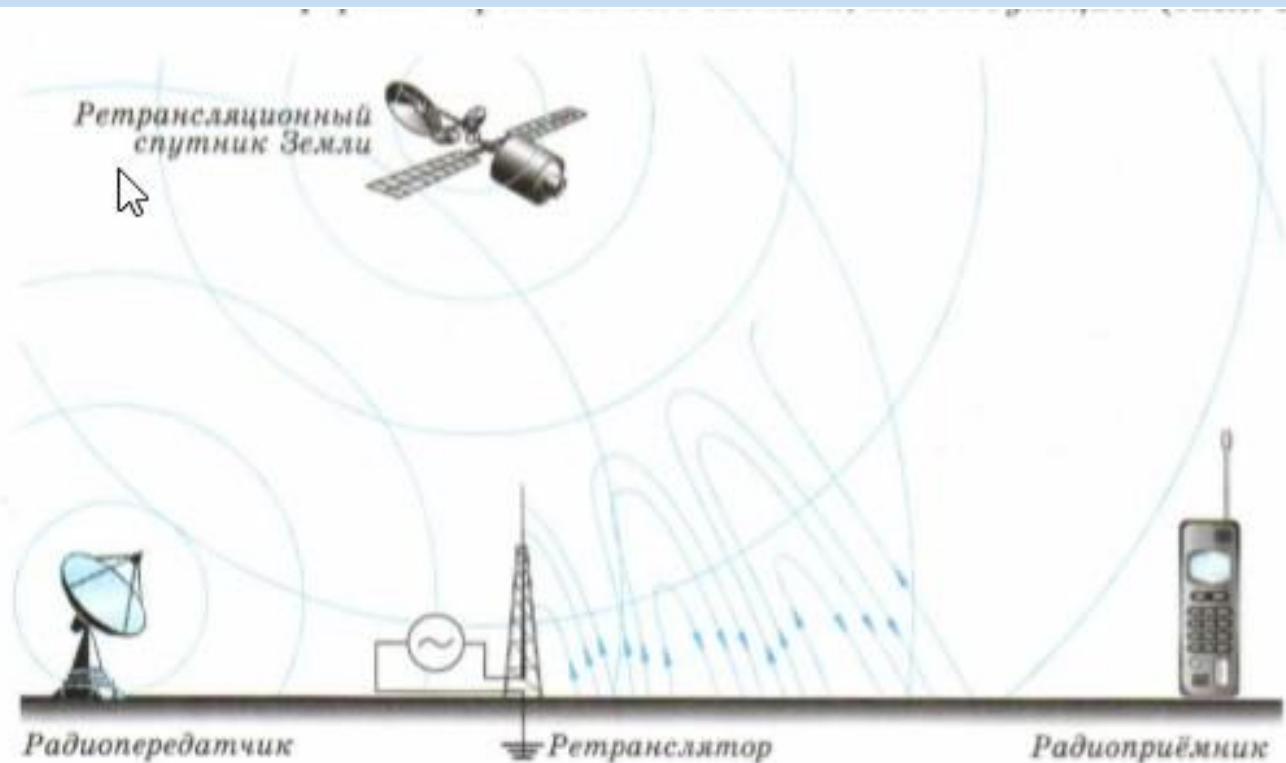 Ретрансляционный
спутник Земли
Радиопередатчик
Ретранслятор
Радиоприёмник